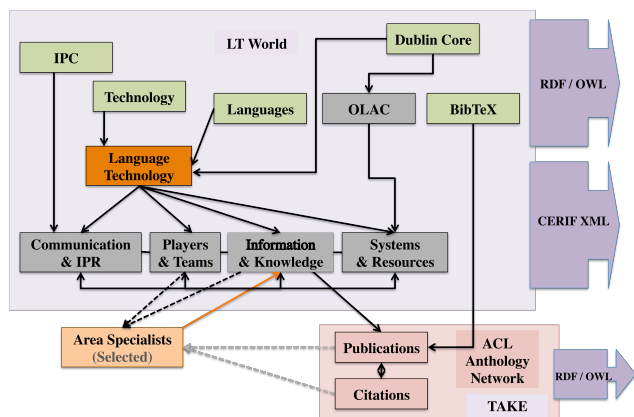 LT World
Dublin Core
IPC
RDF / OWL
Technology
Languages
OLAC
BibTeX
Language
Technology
CERIF XML
Communication
& IPR
Players
& Teams
Information
& Knowledge
Systems
& Resources
Area Specialists
(Selected)
Publications
ACL
Anthology
Network
RDF / OWL
Citations
TAKE